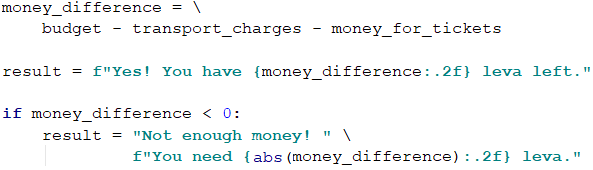 money_difference = \
    budget - transport_charges - money_for_tickets

result = f"Yes! You have {money_difference:.2f} leva left."

if money_difference < 0:
    result = "Not enough money! " \
             f"You need {abs(money_difference):.2f} leva."